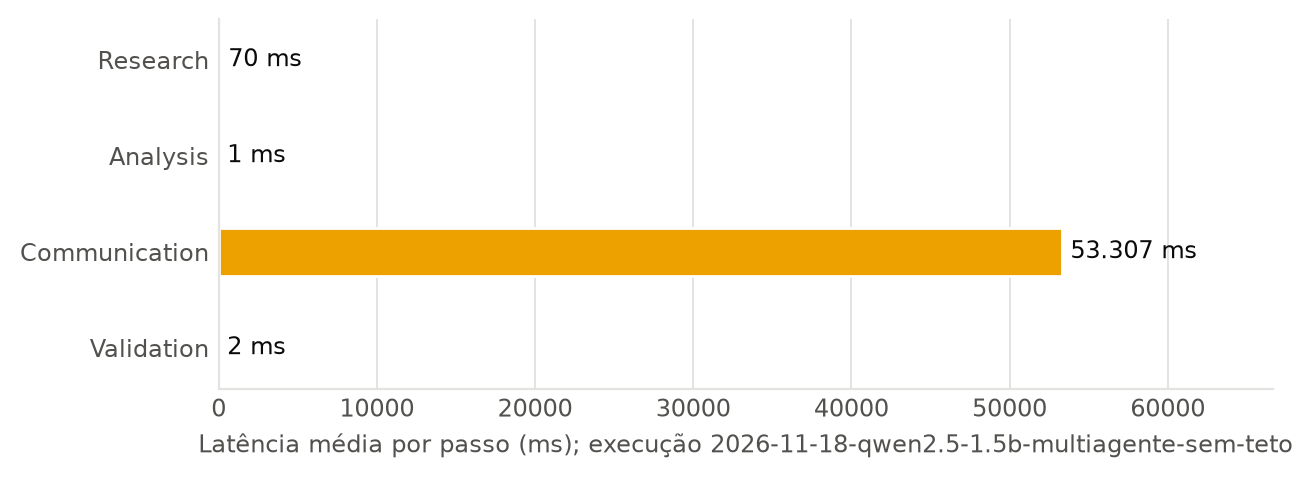 Research 70 ms
Analysis 1 ms
Communication 53.307 ms
Validation 2 ms
0 10000 20000 30000 40000 50000 60000
Latência média por passo (ms); execução 2026-11-18-qwen2.5-1.5b-multiagente-sem-teto